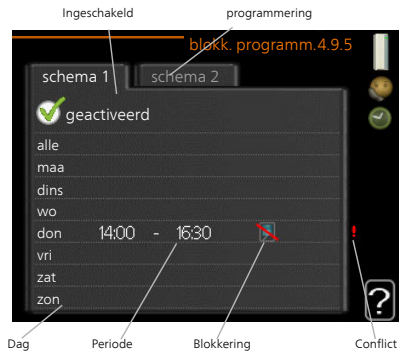 Ingeschakeld programmering
blokk. programm.4.9.5
schema 1 schema 2
geactiveerd
alle
maa
dins
wo
don 14:00 - 16:30 !
vri
zat
zon
?
Dag Periode Blokkering Conflict